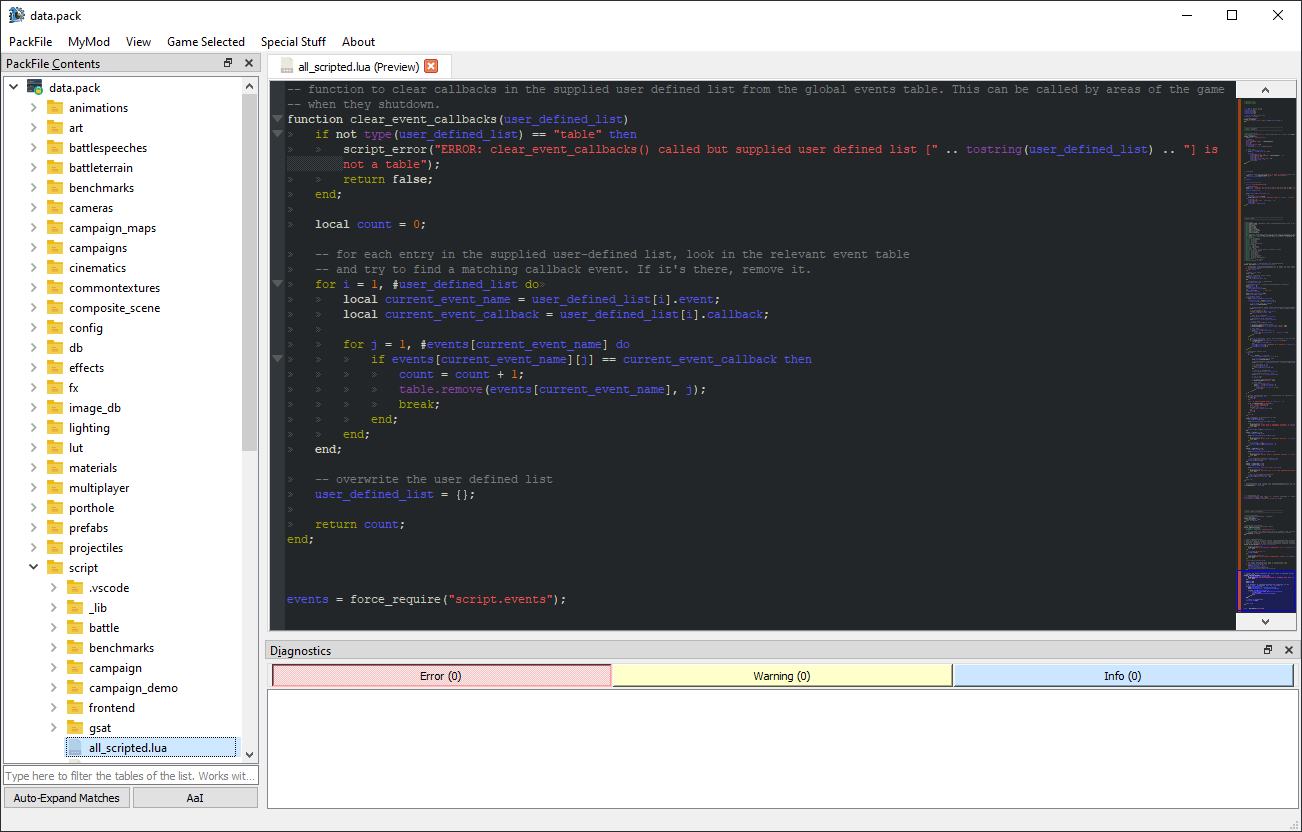 data.pack
PackFile MyMod View Game Selected Special Stuff About
PackFile Contents
data.pack
animations
art
battlespeeches
battleterrain
benchmarks
cameras
campaign_maps
campaigns
cinematics
commontextures
composite_scene
config
db
effects
fx
image_db
lighting
lut
materials
multiplayer
porthole
prefabs
projectiles
script
.vscode
_lib
battle
benchmarks
campaign
campaign_demo
frontend
gsat
all_scripted.lua
Type here to filter the tables of the list. Works wit...
Auto-Expand Matches
AaI
all_scripted.lua (Preview)
-- function to clear callbacks in the supplied user defined list from the global events table. This can be called by areas of the game
-- when they shutdown.
function clear_event_callbacks(user_defined_list)
if not type(user_defined_list) == "table" then
script_error("ERROR: clear_event_callbacks() called but supplied user defined list [" .. tostring(user_defined_list) .. "] is
not a table");
return false;
end;
local count = 0;
-- for each entry in the supplied user-defined list, look in the relevant event table
-- and try to find a matching callback event. If it's there, remove it.
for i = 1, #user_defined_list do
local current_event_name = user_defined_list[i].event;
local current_event_callback = user_defined_list[i].callback;
for j = 1, #events[current_event_name] do
if events[current_event_name][j] == current_event_callback then
count = count + 1;
table.remove(events[current_event_name], j);
break;
end;
end;
end;
-- overwrite the user defined list
user_defined_list = {};
return count;
end;
events = force_require("script.events");
Diagnostics
Error (0)
Warning (0)
Info (0)